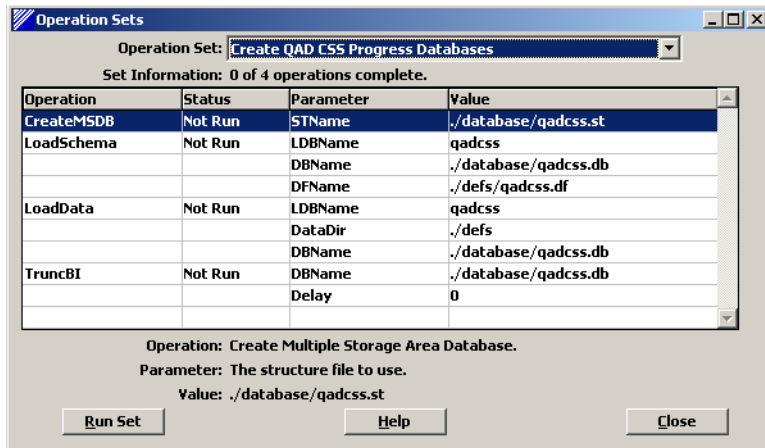 Operation Sets
Operation Set: Create QAD CSS Progress Databases
Set Information: 0 of 4 operations complete.
Operation Status Parameter Value
CreateMSDB Not Run STName ./database/qadcss.st
LoadSchema Not Run LDBName qadcss
DBName ./database/qadcss.db
DFName ./defs/qadcss.df
LoadData Not Run LDBName qadcss
DataDir ./defs
DBName ./database/qadcss.db
TruncBI Not Run DBName ./database/qadcss.db
Delay 0
Operation: Create Multiple Storage Area Database.
Parameter: The structure file to use.
Value: ./database/qadcss.st
Run Set Help Close